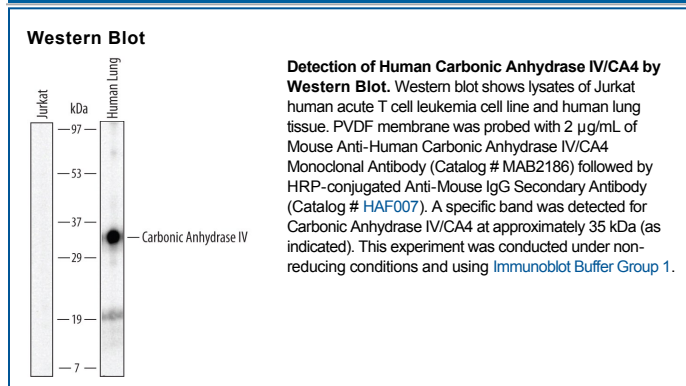 Western Blot
Jurkat
kDa
Human Lung
97
53
37
Carbonic Anhydrase IV
29
19
7
Detection of Human Carbonic Anhydrase IV/CA4 by
Western Blot. Western blot shows lysates of Jurkat
human acute T cell leukemia cell line and human lung
tissue. PVDF membrane was probed with 2 µg/mL of
Mouse Anti-Human Carbonic Anhydrase IV/CA4
Monoclonal Antibody (Catalog # MAB2186) followed by
HRP-conjugated Anti-Mouse IgG Secondary Antibody
(Catalog # HAF007). A specific band was detected for
Carbonic Anhydrase IV/CA4 at approximately 35 kDa (as
indicated). This experiment was conducted under non-
reducing conditions and using Immunoblot Buffer Group 1.